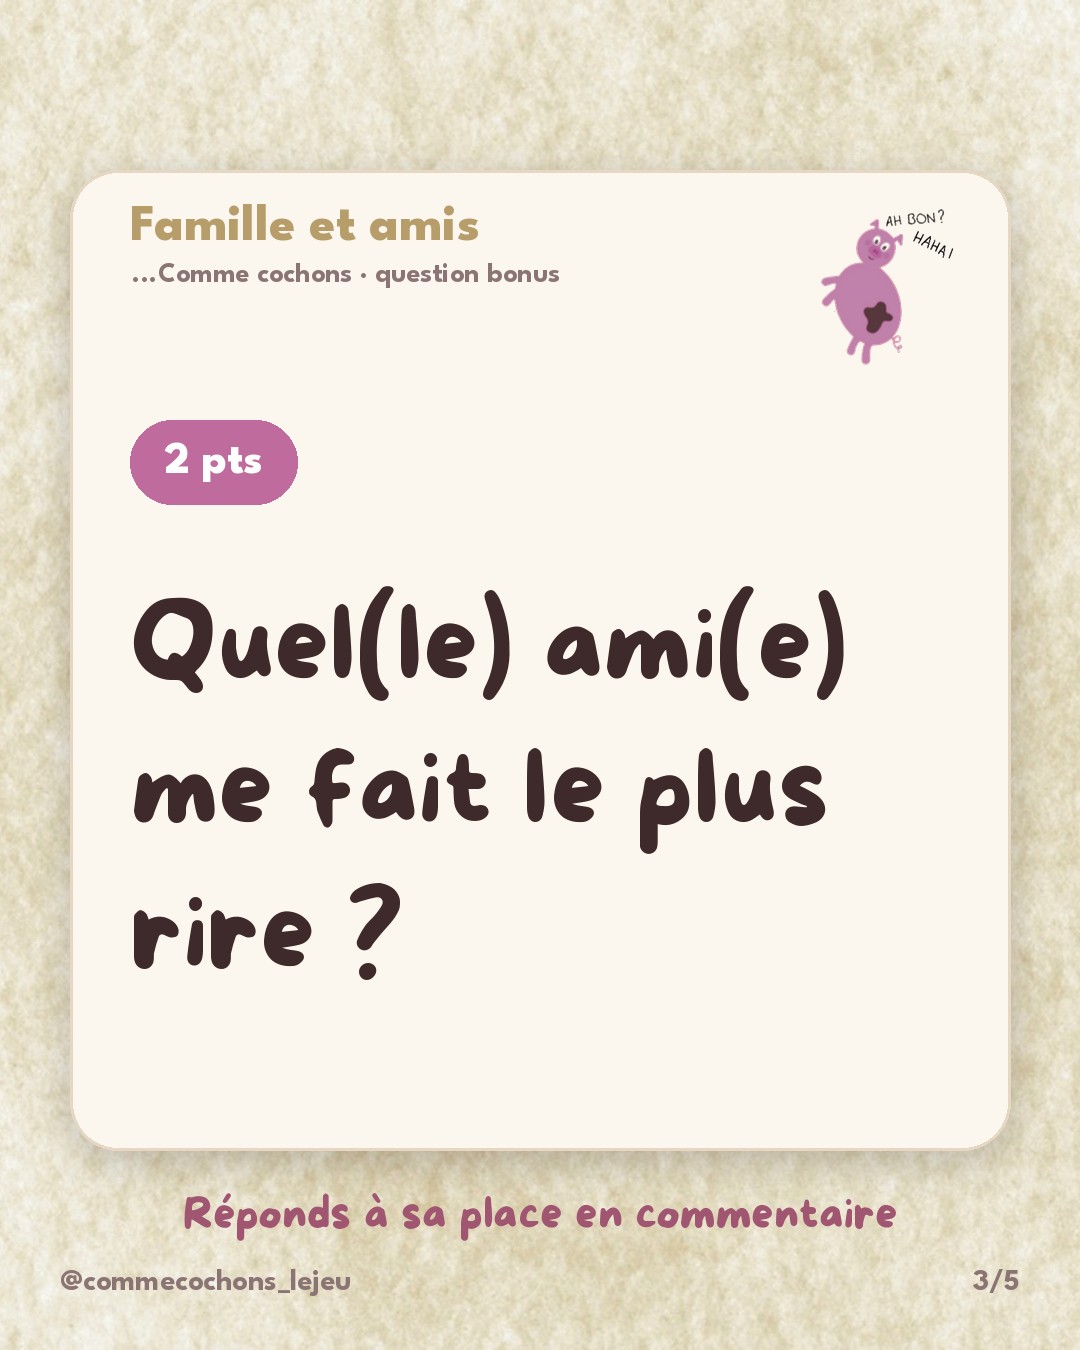 Famille et amis
...Comme cochons · question bonus
AH BON?
HAHA!
2 pts
Quel(le) ami(e)
me fait le plus
rire ?
Réponds à sa place en commentaire
@commecochons_lejeu
3/5